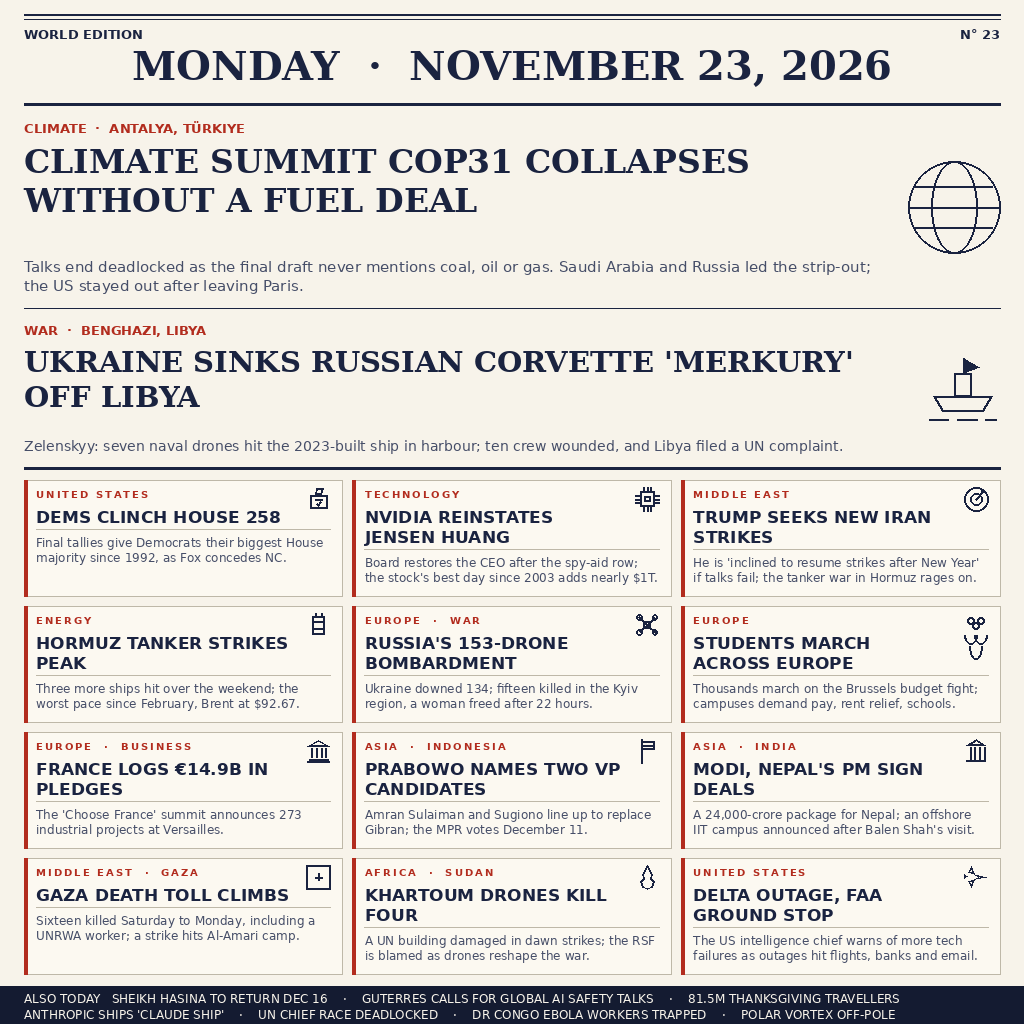 WORLD EDITION
N° 23
MONDAY · NOVEMBER 23, 2026
CLIMATE · ANTALYA, TÜRKIYE
CLIMATE SUMMIT COP31 COLLAPSES
WITHOUT A FUEL DEAL
Talks end deadlocked as the final draft never mentions coal, oil or gas. Saudi Arabia and Russia led the strip-out;
the US stayed out after leaving Paris.
WAR · BENGHAZI, LIBYA
UKRAINE SINKS RUSSIAN CORVETTE 'MERKURY'
OFF LIBYA
Zelenskyy: seven naval drones hit the 2023-built ship in harbour; ten crew wounded, and Libya filed a UN complaint.
UNITED STATES
DEMS CLINCH HOUSE 258
Final tallies give Democrats their biggest House
majority since 1992, as Fox concedes NC.
TECHNOLOGY
NVIDIA REINSTATES
JENSEN HUANG
Board restores the CEO after the spy-aid row;
the stock's best day since 2003 adds nearly $1T.
MIDDLE EAST
TRUMP SEEKS NEW IRAN
STRIKES
He is 'inclined to resume strikes after New Year'
if talks fail; the tanker war in Hormuz rages on.
ENERGY
HORMUZ TANKER STRIKES
PEAK
Three more ships hit over the weekend; the
worst pace since February, Brent at $92.67.
EUROPE · WAR
RUSSIA'S 153-DRONE
BOMBARDMENT
Ukraine downed 134; fifteen killed in the Kyiv
region, a woman freed after 22 hours.
EUROPE
STUDENTS MARCH
ACROSS EUROPE
Thousands march on the Brussels budget fight;
campuses demand pay, rent relief, schools.
EUROPE · BUSINESS
FRANCE LOGS €14.9B IN
PLEDGES
The 'Choose France' summit announces 273
industrial projects at Versailles.
ASIA · INDONESIA
PRABOWO NAMES TWO VP
CANDIDATES
Amran Sulaiman and Sugiono line up to replace
Gibran; the MPR votes December 11.
ASIA · INDIA
MODI, NEPAL'S PM SIGN
DEALS
A 24,000-crore package for Nepal; an offshore
IIT campus announced after Balen Shah's visit.
MIDDLE EAST · GAZA
GAZA DEATH TOLL CLIMBS
Sixteen killed Saturday to Monday, including a
UNRWA worker; a strike hits Al-Amari camp.
AFRICA · SUDAN
KHARTOUM DRONES KILL
FOUR
A UN building damaged in dawn strikes; the RSF
is blamed as drones reshape the war.
UNITED STATES
DELTA OUTAGE, FAA
GROUND STOP
The US intelligence chief warns of more tech
failures as outages hit flights, banks and email.
ALSO TODAY SHEIKH HASINA TO RETURN DEC 16 · GUTERRES CALLS FOR GLOBAL AI SAFETY TALKS · 81.5M THANKSGIVING TRAVELLERS
ANTHROPIC SHIPS 'CLAUDE SHIP' · UN CHIEF RACE DEADLOCKED · DR CONGO EBOLA WORKERS TRAPPED · POLAR VORTEX OFF-POLE